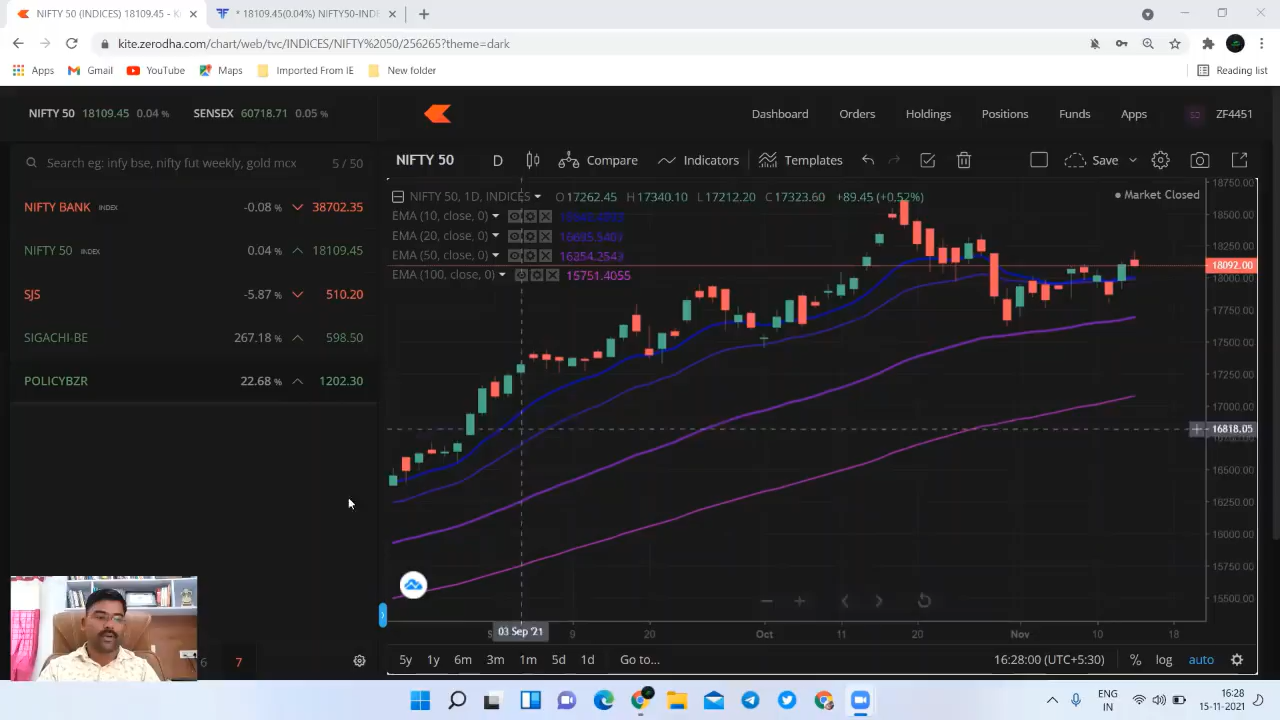 NIFTY 50 (INDICES) 18109.45 - K
* 18109.45(0.04%) NIFTY50-INDE
kite.zerodha.com/chart/web/tvc/INDICES/NIFTY%2050/256265?theme=dark
Apps Gmail YouTube Maps Imported From IE New folder Reading list
NIFTY 50 18109.45 0.04 % SENSEX 60718.71 0.05 %
Dashboard Orders Holdings Positions Funds Apps ZF4451
Search eg: infy bse, nifty fut weekly, gold mcx 5 / 50
NIFTY 50 D Compare Indicators Templates Save
NIFTY BANK INDEX -0.08 % 38702.35
NIFTY 50 INDEX 0.04 % 18109.45
SJS -5.87 % 510.20
SIGACHI-BE 267.18 % 598.50
POLICYBZR 22.68 % 1202.30
NIFTY 50, 1D, INDICES O17262.45 H17340.10 L17212.20 C17323.60 +89.45 (+0.52%)
Market Closed
EMA (10, close, 0)
EMA (20, close, 0)
EMA (50, close, 0)
EMA (100, close, 0) 15751.4055
18750.00
18500.00
18250.00
18092.00
18000.00
17750.00
17500.00
17250.00
17000.00
16818.05
16500.00
16250.00
16000.00
15750.00
15500.00
03 Sep '21 9 20 Oct 11 20 Nov 10 18
6 7
5y 1y 6m 3m 1m 5d 1d Go to... 16:28:00 (UTC+5:30) % log auto
ENG
IN
16:28
15-11-2021